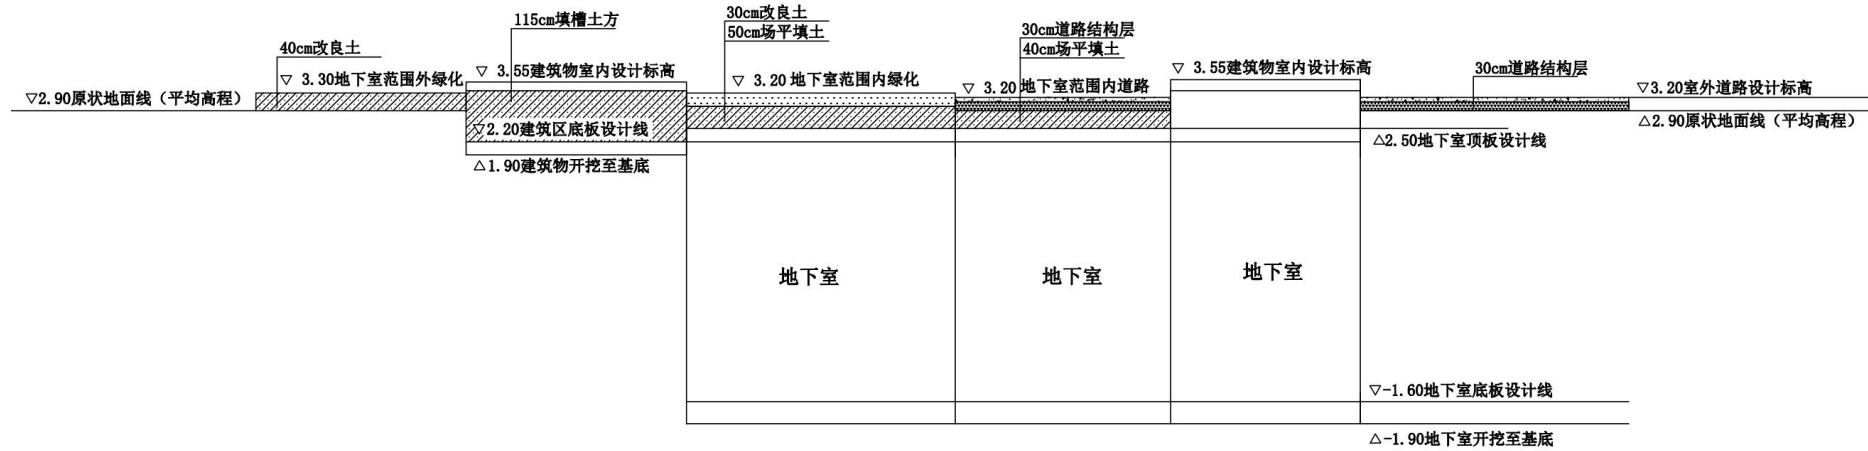 30cm改良土
115cm填槽土方
50cm场平填土
30cm道路结构层
40cm改良土
40cm场平填土
▽ 3.55建筑物室内设计标高
▽ 3.55建筑物室内设计标高
30cm道路结构层
▽ 3.30地下室范围外绿化
▽ 3.20 地下室范围内绿化
▽ 3.20 地下室范围内道路
▽3.20室外道路设计标高
▽2.90原状地面线（平均高程）
△2.90原状地面线（平均高程）
▽2.20建筑区底板设计线
△2.50地下室顶板设计线
△1.90建筑物开挖至基底
地下室
地下室
地下室
▽-1.60地下室底板设计线
△-1.90地下室开挖至基底